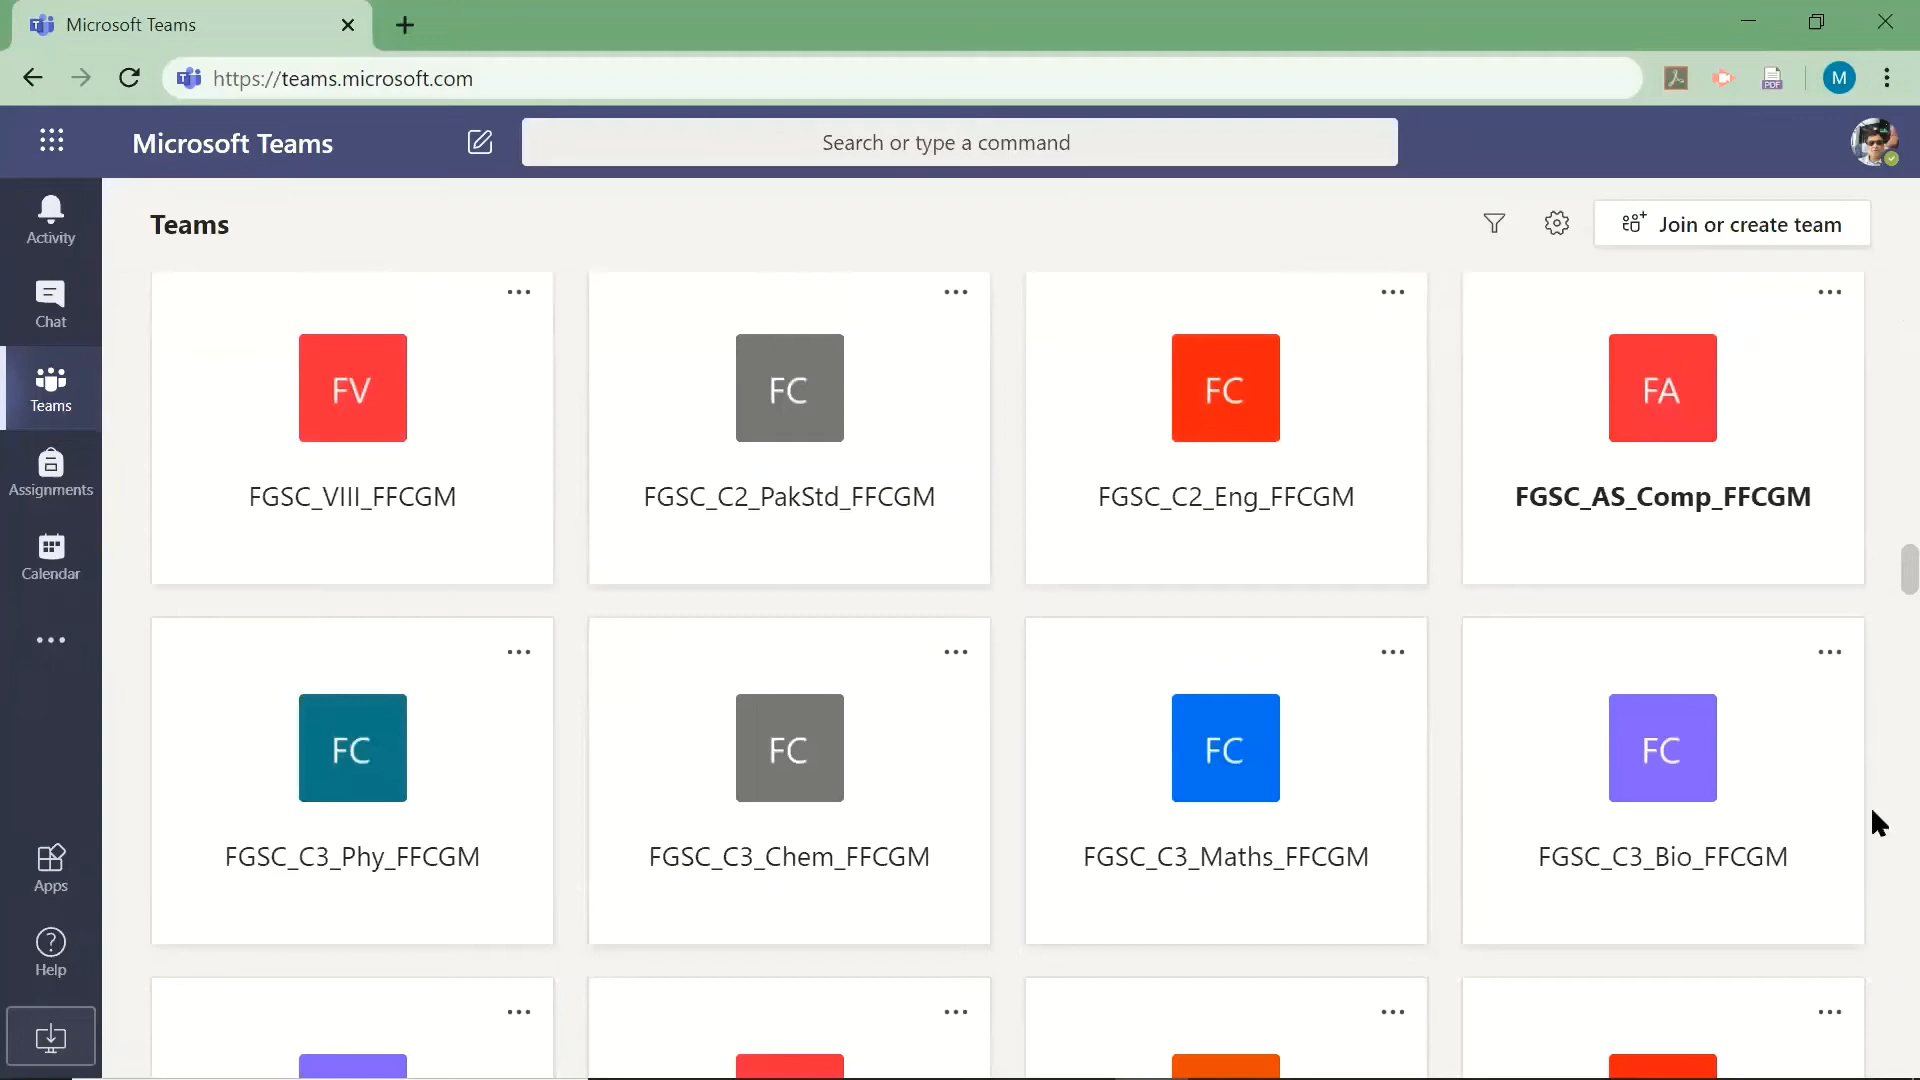 Microsoft Teams
https://teams.microsoft.com
PDF
M
Microsoft Teams
Search or type a command
Activity
Chat
Teams
Assignments
Calendar
Apps
Help
Teams
Join or create team
FV
FGSC_VIII_FFCGM
FC
FGSC_C2_PakStd_FFCGM
FC
FGSC_C2_Eng_FFCGM
FA
FGSC_AS_Comp_FFCGM
FC
FGSC_C3_Phy_FFCGM
FC
FGSC_C3_Chem_FFCGM
FC
FGSC_C3_Maths_FFCGM
FC
FGSC_C3_Bio_FFCGM